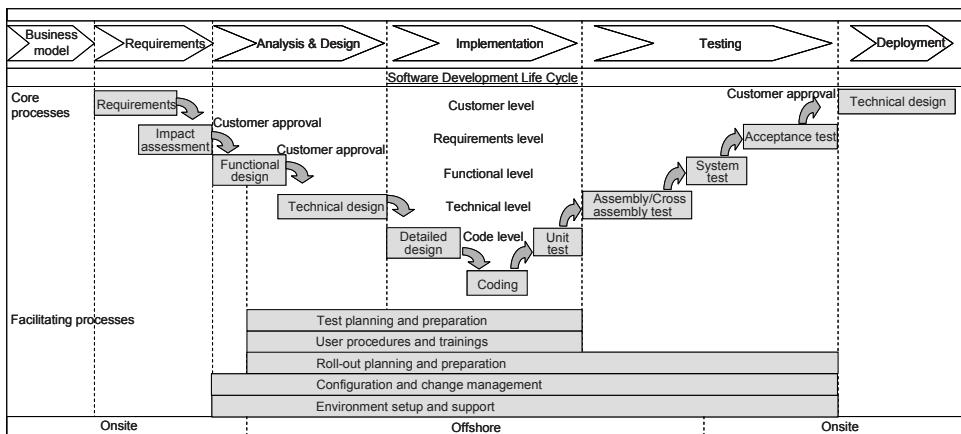 Business
model
Requirements
Analysis & Design
Implementation
Testing
Deployment
Software Development Life Cycle
Core
processes
Requirements
Customer level
Customer approval
Technical design
Impact
assessment
Customer approval
Requirements level
Acceptance test
Functional
design
Customer approval
Functional level
System
test
Technical design
Technical level
Assembly/Cross
assembly test
Detailed
design
Code level
Unit
test
Coding
Facilitating processes
Test planning and preparation
User procedures and trainings
Roll-out planning and preparation
Configuration and change management
Environment setup and support
Onsite
Offshore
Onsite